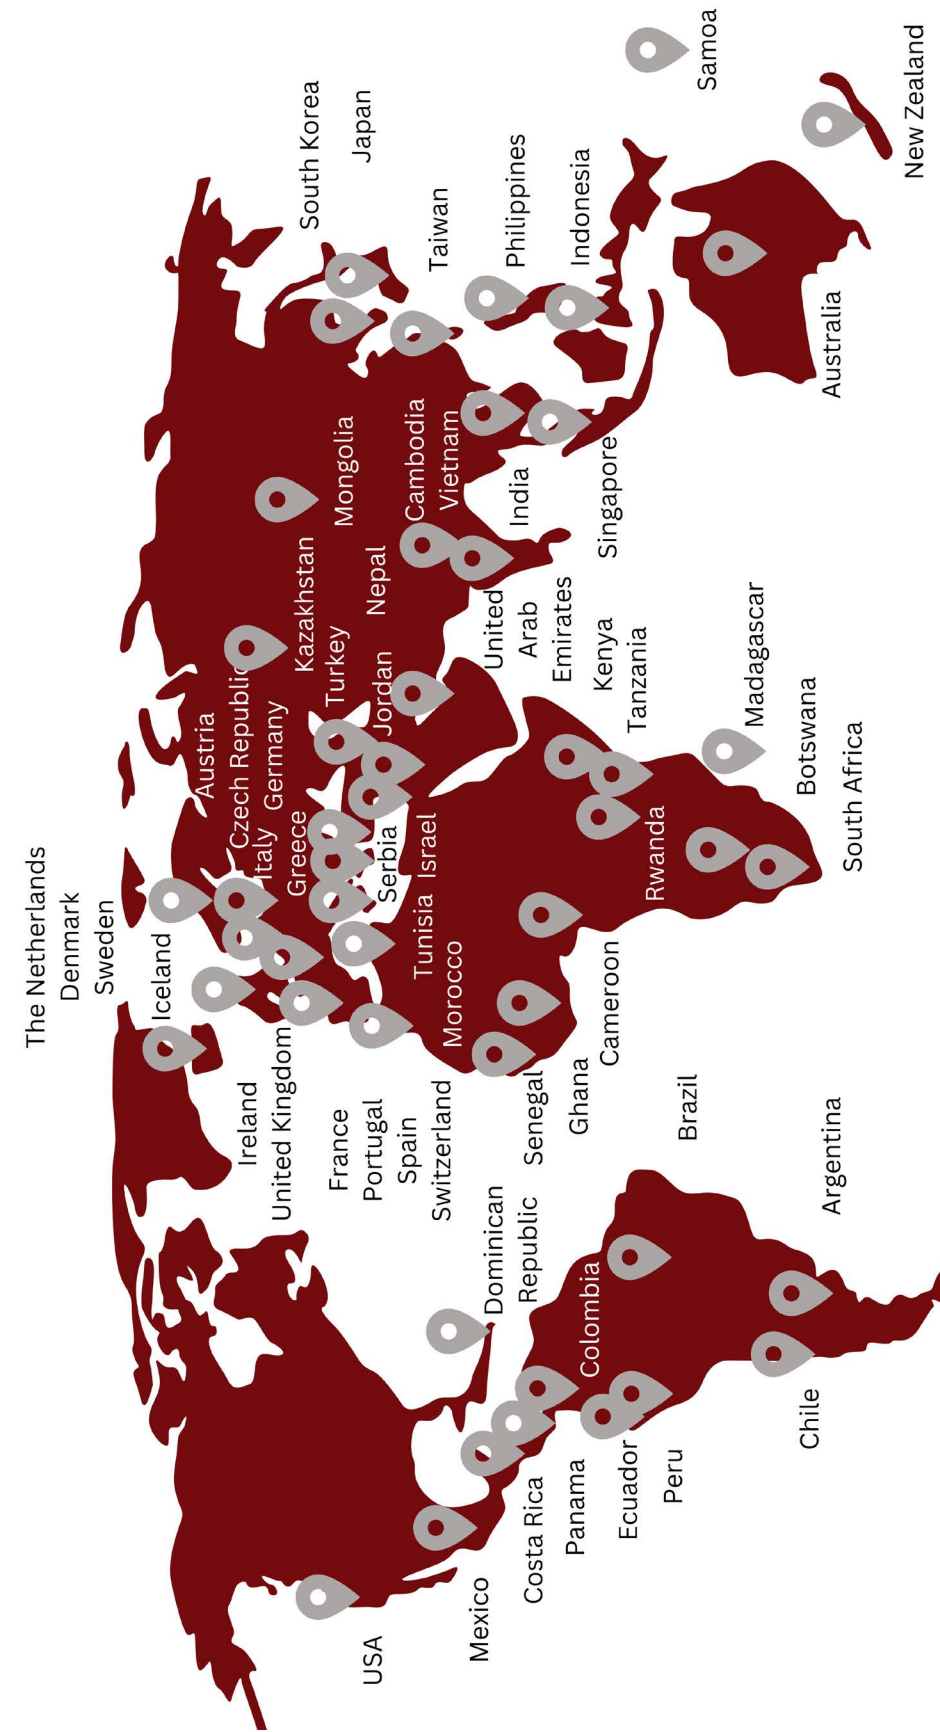 The Netherlands
Denmark
Sweden
Iceland
Ireland
United Kingdom
France
Portugal
Spain
Switzerland
Austria
Czech Republic
Italy
Germany
Greece
Serbia
Israel
Tunisia
Morocco
Turkey
Jordan
Kazakhstan
Mongolia
Nepal
Cambodia
Vietnam
India
Singapore
South Korea
Japan
Taiwan
Philippines
Indonesia
Samoa
New Zealand
Australia
United
Arab
Emirates
Kenya
Tanzania
Madagascar
Botswana
South Africa
Rwanda
Cameroon
Ghana
Senegal
Dominican
Republic
Colombia
Brazil
Argentina
Chile
Peru
Ecuador
Panama
Costa Rica
Mexico
USA